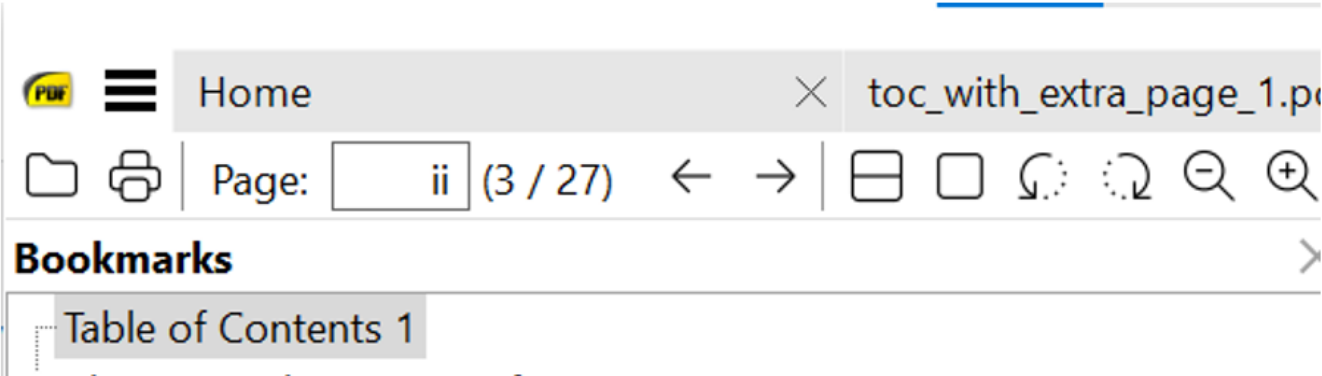 PDF
Home
toc_with_extra_page_1.p
Page: ii (3 / 27)
Bookmarks
Table of Contents 1